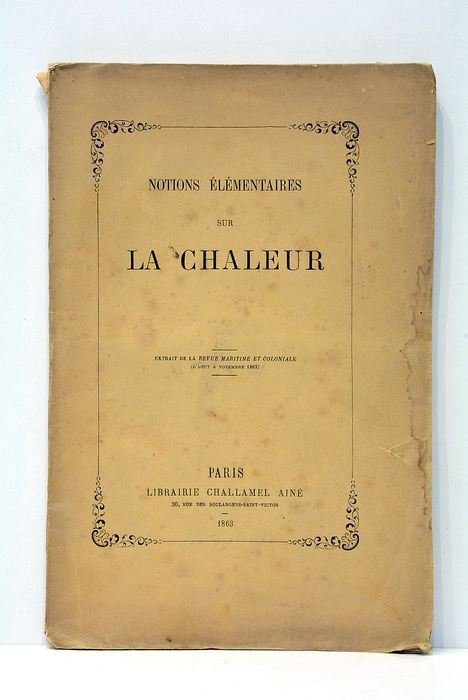 NOTIONS ÉLÉMENTAIRES
SUR
LA CHALEUR
EXTRAIT DE LA REVUE MARITIME ET COLONIALE
(D'AOUT A NOVEMBRE 1863)
PARIS
LIBRAIRIE CHALLAMEL AINÉ
30, RUE DES BOULANGERS-SAINT-VICTOR
1863